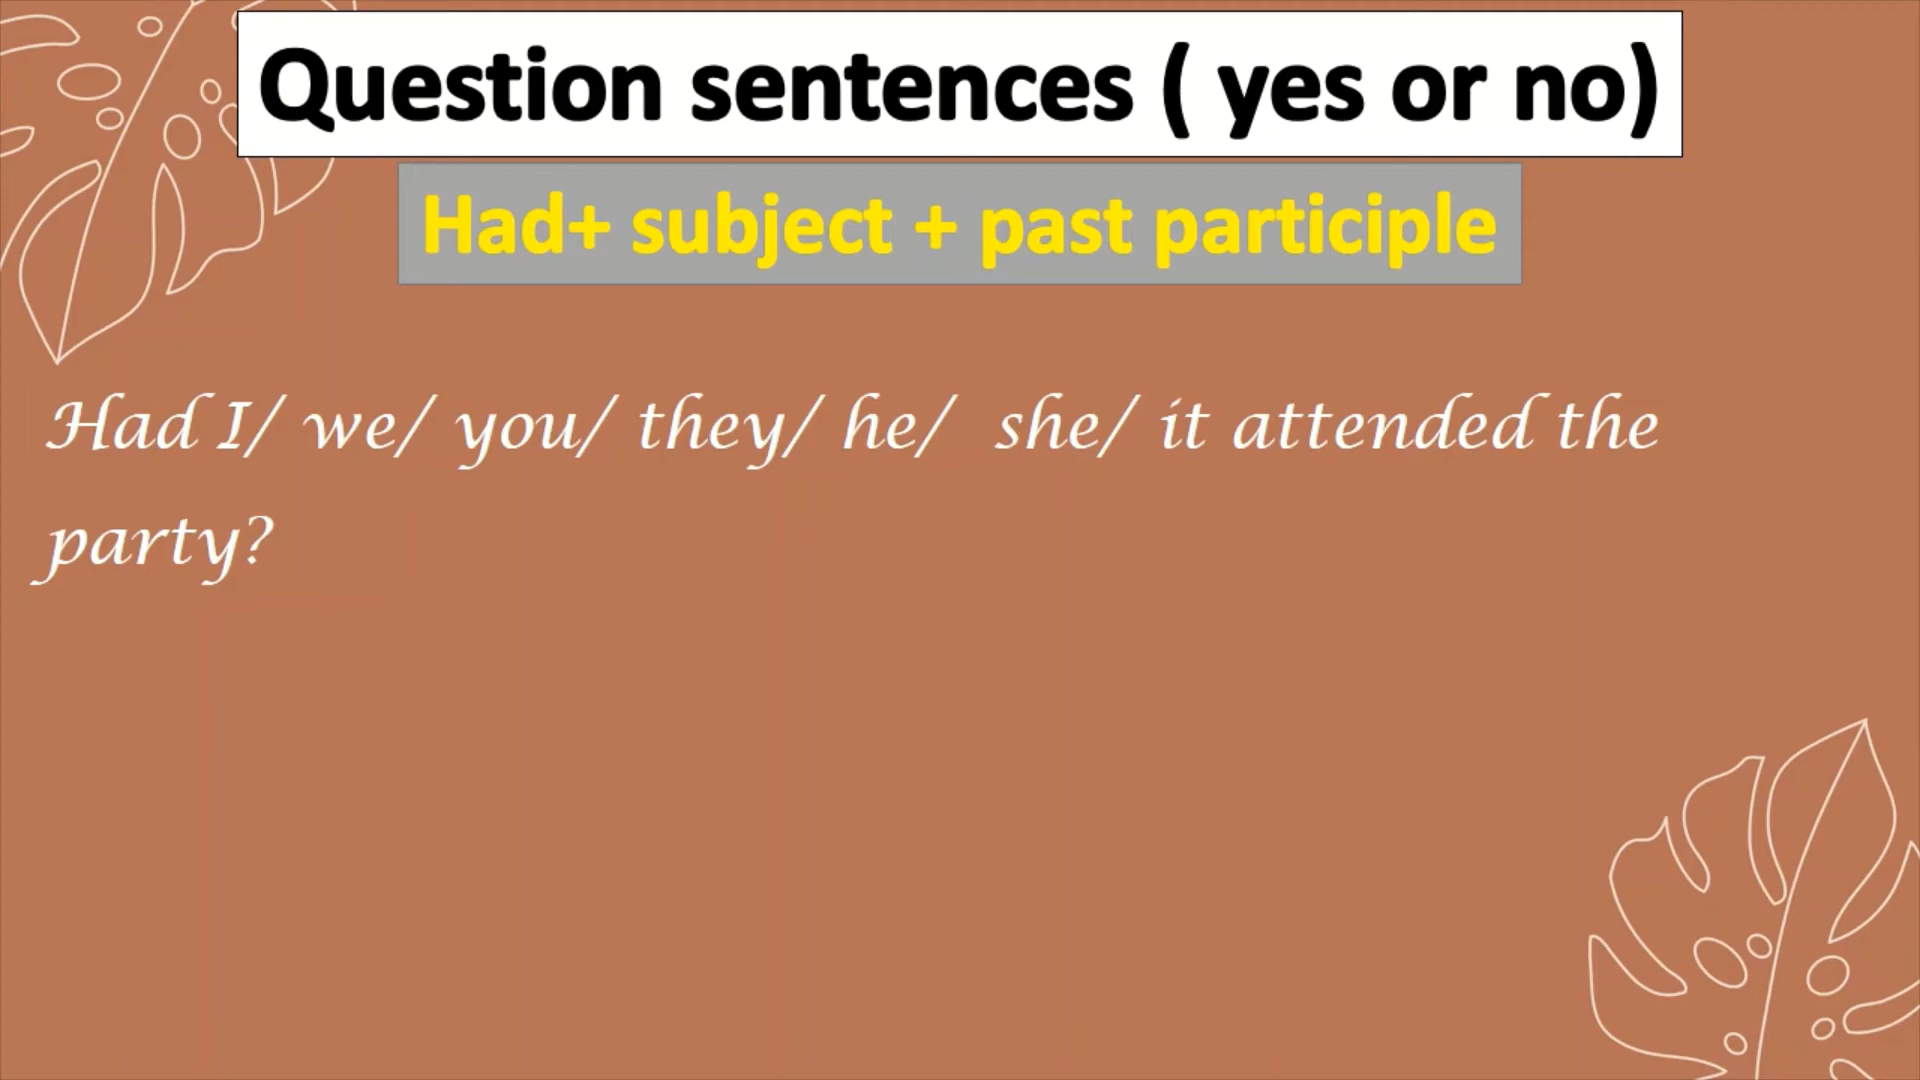 Question sentences ( yes or no)
Had+ subject + past participle
Had I/ we/ you/ they/ he/ she/ it attended the
party?